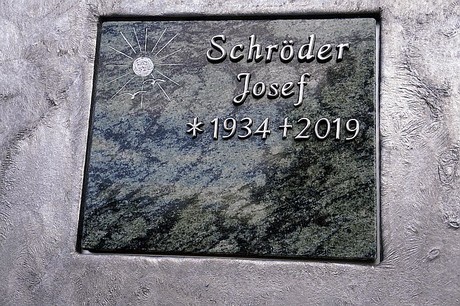 Schröder
Josef
* 1934 + 2019